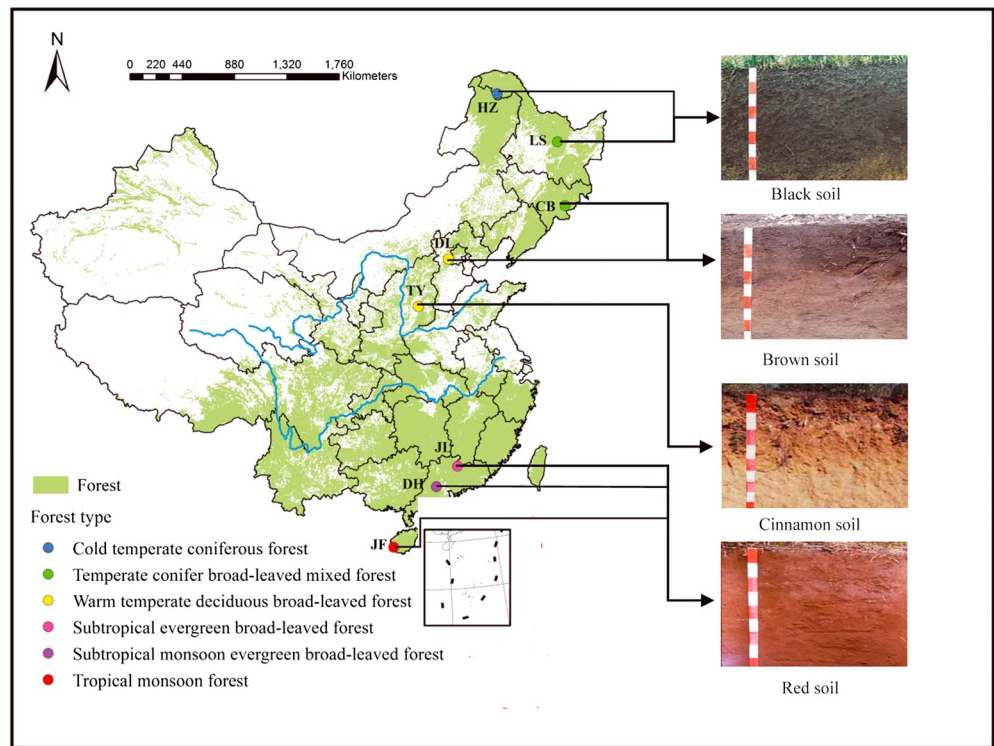 N
0 220 440 880 1,320 1,760
Kilometers
HZ
LS
CB
DL
TY
JL
DH
JF
Black soil
Brown soil
Cinnamon soil
Red soil
Forest
Forest type
Cold temperate coniferous forest
Temperate conifer broad-leaved mixed forest
Warm temperate deciduous broad-leaved forest
Subtropical evergreen broad-leaved forest
Subtropical monsoon evergreen broad-leaved forest
Tropical monsoon forest